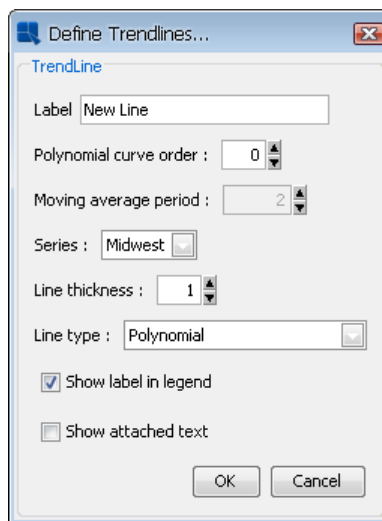 Define Trendlines...
TrendLine
Label New Line
Polynomial curve order : 0
Moving average period : 2
Series : Midwest
Line thickness : 1
Line type : Polynomial
Show label in legend
Show attached text
OK Cancel